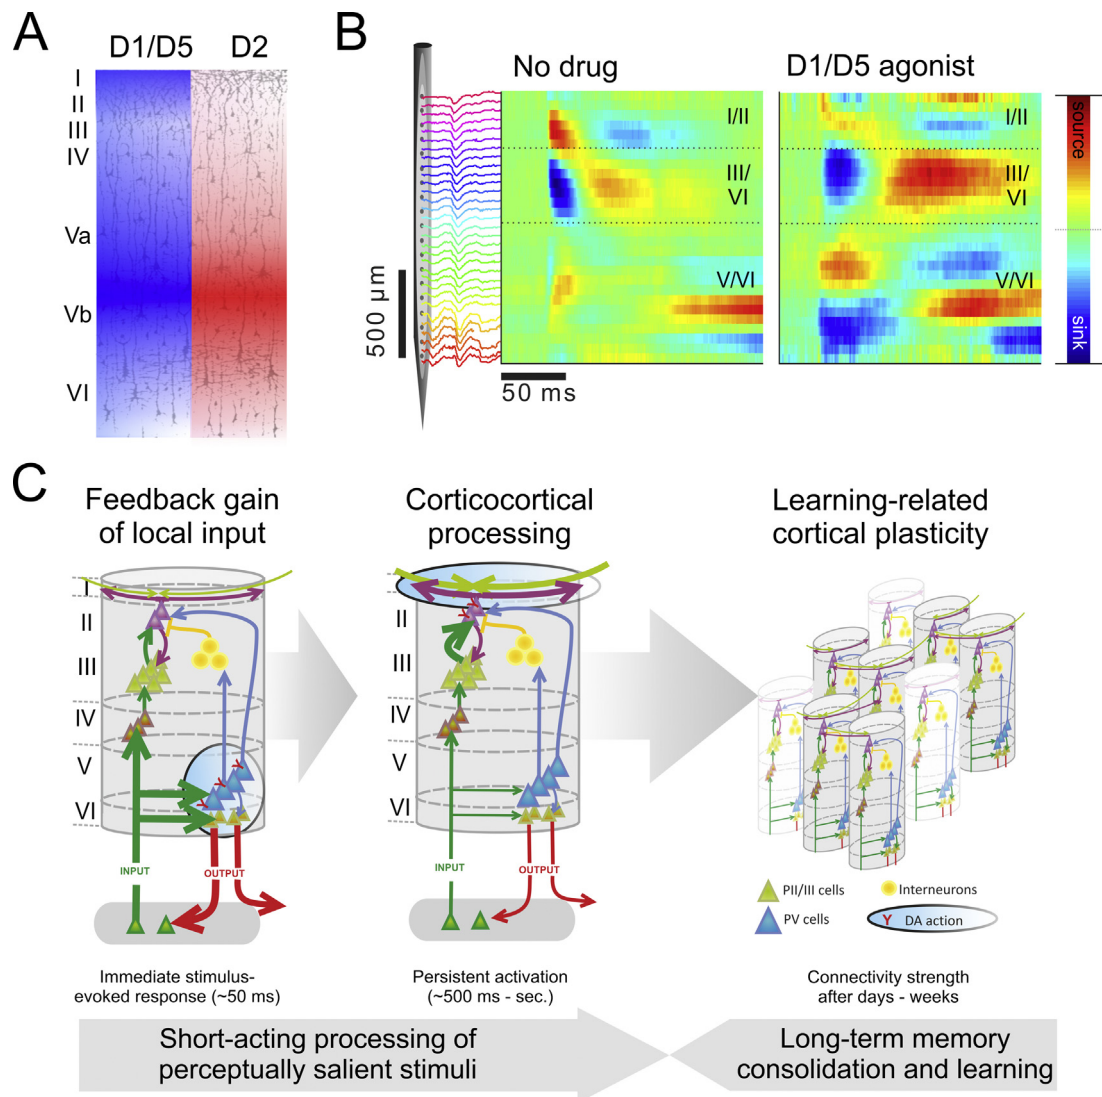 A
D1/D5
D2
I
II
III
IV
Va
Vb
VI
B
No drug
D1/D5 agonist
I/II
III/
VI
V/VI
I/II
III/
VI
V/VI
500 µm
50 ms
source
sink
C
Feedback gain
of local input
Corticocortical
processing
Learning-related
cortical plasticity
I
II
III
IV
V
VI
INPUT
OUTPUT
I
II
III
IV
V
VI
INPUT
OUTPUT
PII/III cells
Interneurons
PV cells
Y DA action
Immediate stimulus-
evoked response (~50 ms)
Persistent activation
(~500 ms - sec.)
Connectivity strength
after days - weeks
Short-acting processing of
perceptually salient stimuli
Long-term memory
consolidation and learning